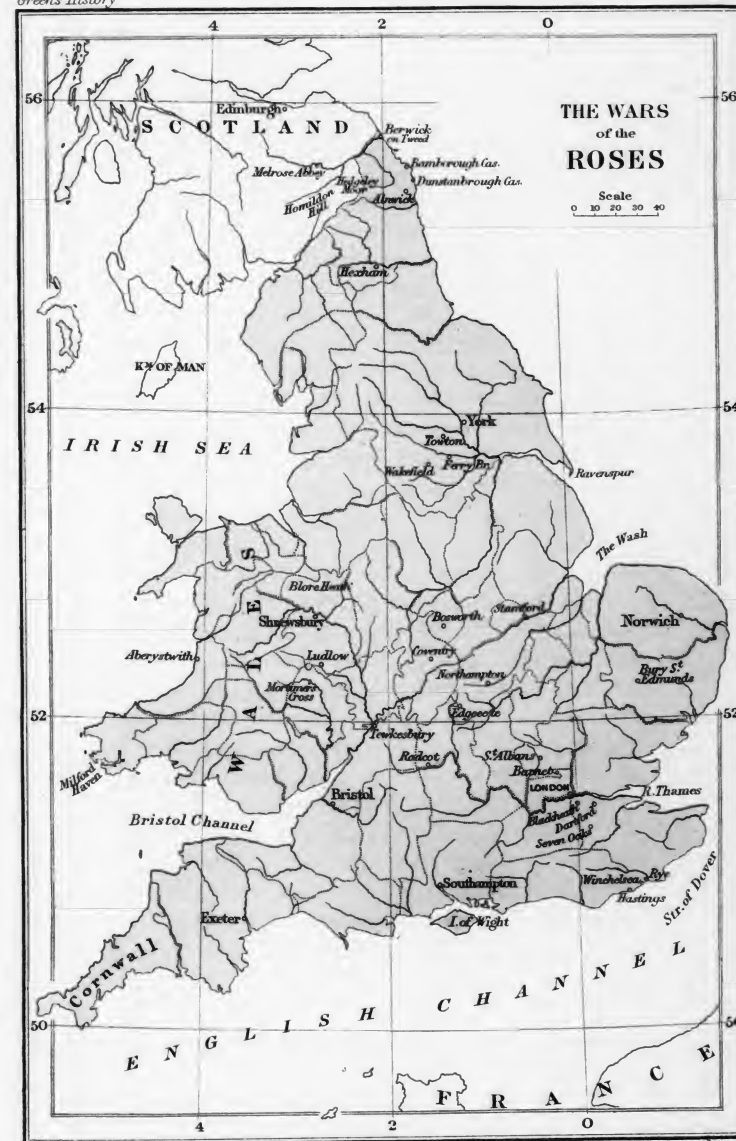 Green's History
4 2 0
56 56
THE WARS
of the
ROSES
Scale
0 10 20 30 40
Edinburgh
SCOTLAND
Berwick
on Tweed
Melrose Abbey
Bamborough Cas.
Hedgeley
Moor
Dunstanbrough Cas.
Homildon
Hill
Alnwick
Hexham
K^M. OF MAN
54 54
York
IRISH SEA
Towton
Wakefield
Ferry Br.
Ravenspur
The Wash
WALES
Blore Heath
Shrewsbury
Bosworth
Stamford
Norwich
Aberystwith
Ludlow
Coventry
Bury S^t
Edmunds
Mortimers
Cross
Northampton
52 52
Edgecote
Tewkesbury
Radcot
S^t Albans
Barnet
Milford
Haven
LONDON
R. Thames
Bristol
Bristol Channel
Blackheath
Dartford
Seven Oaks
Southampton
Winchelsea
Rye
Hastings
Str. of Dover
Exeter
I. of Wight
Cornwall
ENGLISH CHANNEL
50 50
FRANCE
4 2 0